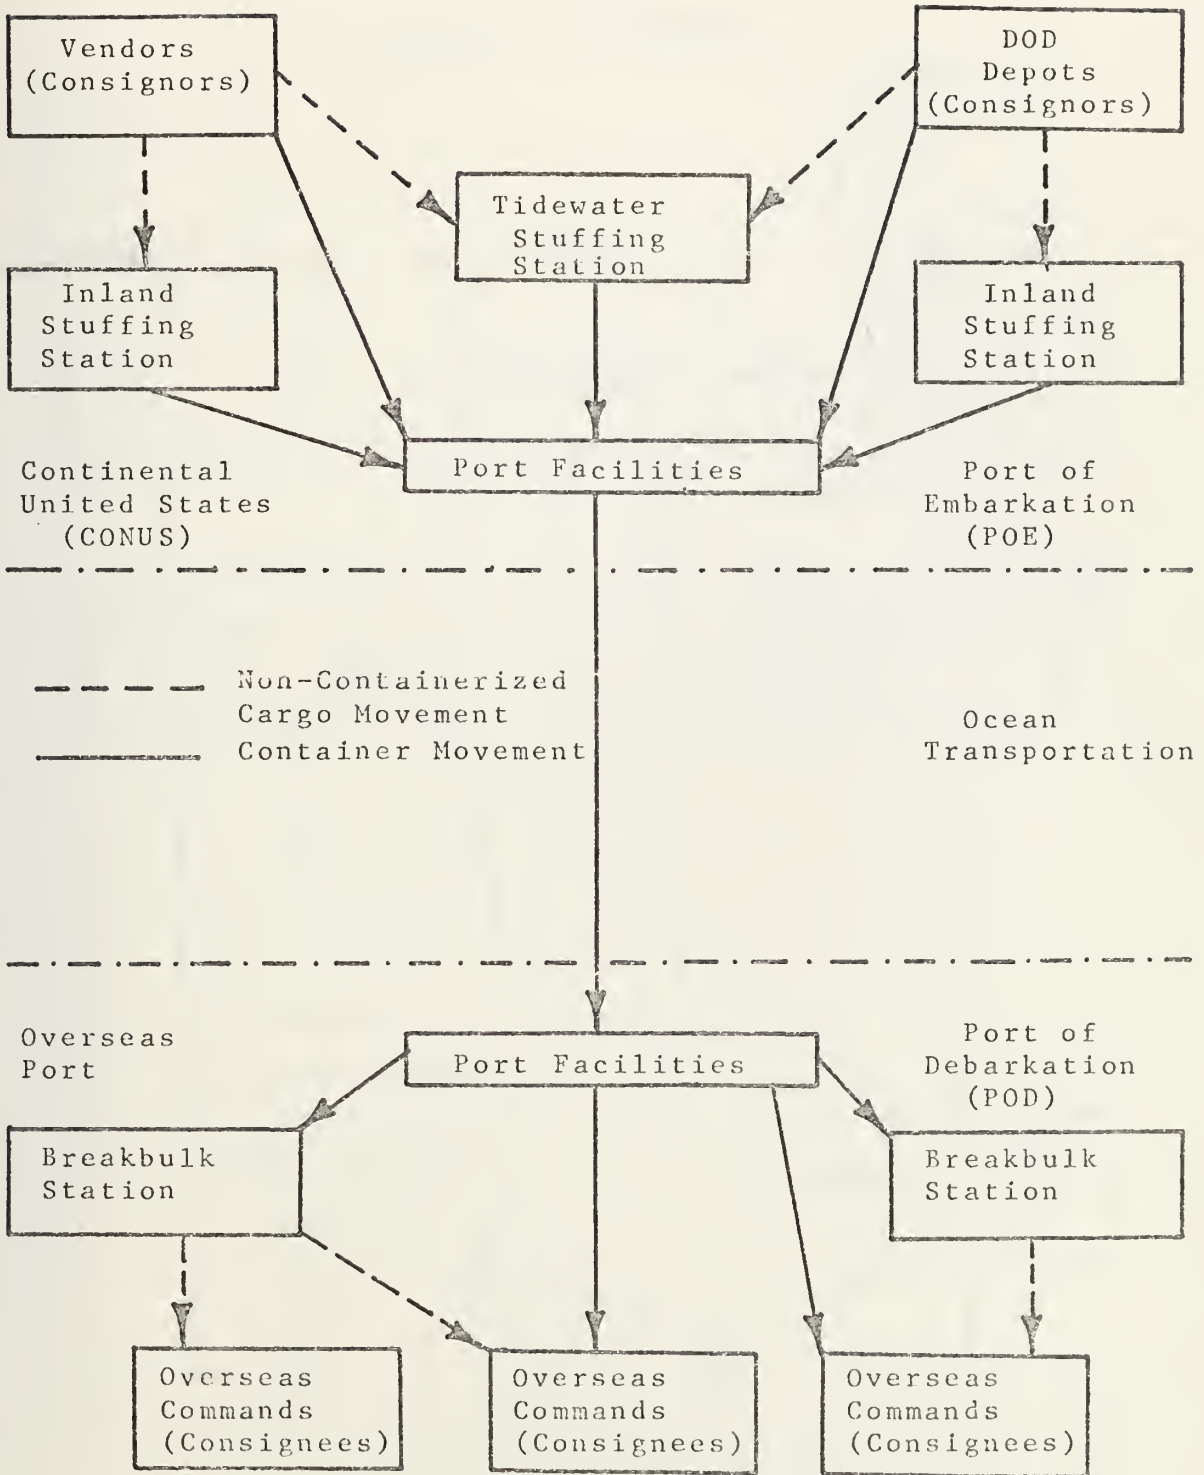 Vendors
(Consignors)
DOD
Depots
(Consignors)
Tidewater
Stuffing
Station
Inland
Stuffing
Station
Inland
Stuffing
Station
Port Facilities
Continental
United States
(CONUS)
Port of
Embarkation
(POE)
Non-Containerized
Cargo Movement
Container Movement
Ocean
Transportation
Overseas
Port
Port Facilities
Port of
Debarkation
(POD)
Breakbulk
Station
Breakbulk
Station
Overseas
Commands
(Consignees)
Overseas
Commands
(Consignees)
Overseas
Commands
(Consignees)